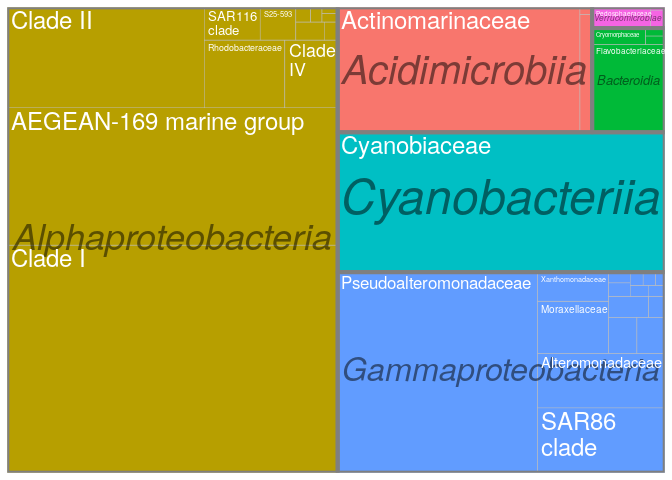 Clade II
SAR116
clade
S25-593
Rhodobacteraceae
Clade
IV
AEGEAN-169 marine group
Alphaproteobacteria
Clade I
Actinomarinaceae
Acidimicrobiia
Pedosphaeraceae
Verrucomicrobiae
Cryomorphaceae
Flavobacteriaceae
Bacteroidia
Cyanobiaceae
Cyanobacteriia
Pseudoalteromonadaceae
Gammaproteobacteria
Xanthomonadaceae
Moraxellaceae
Alteromonadaceae
SAR86
clade